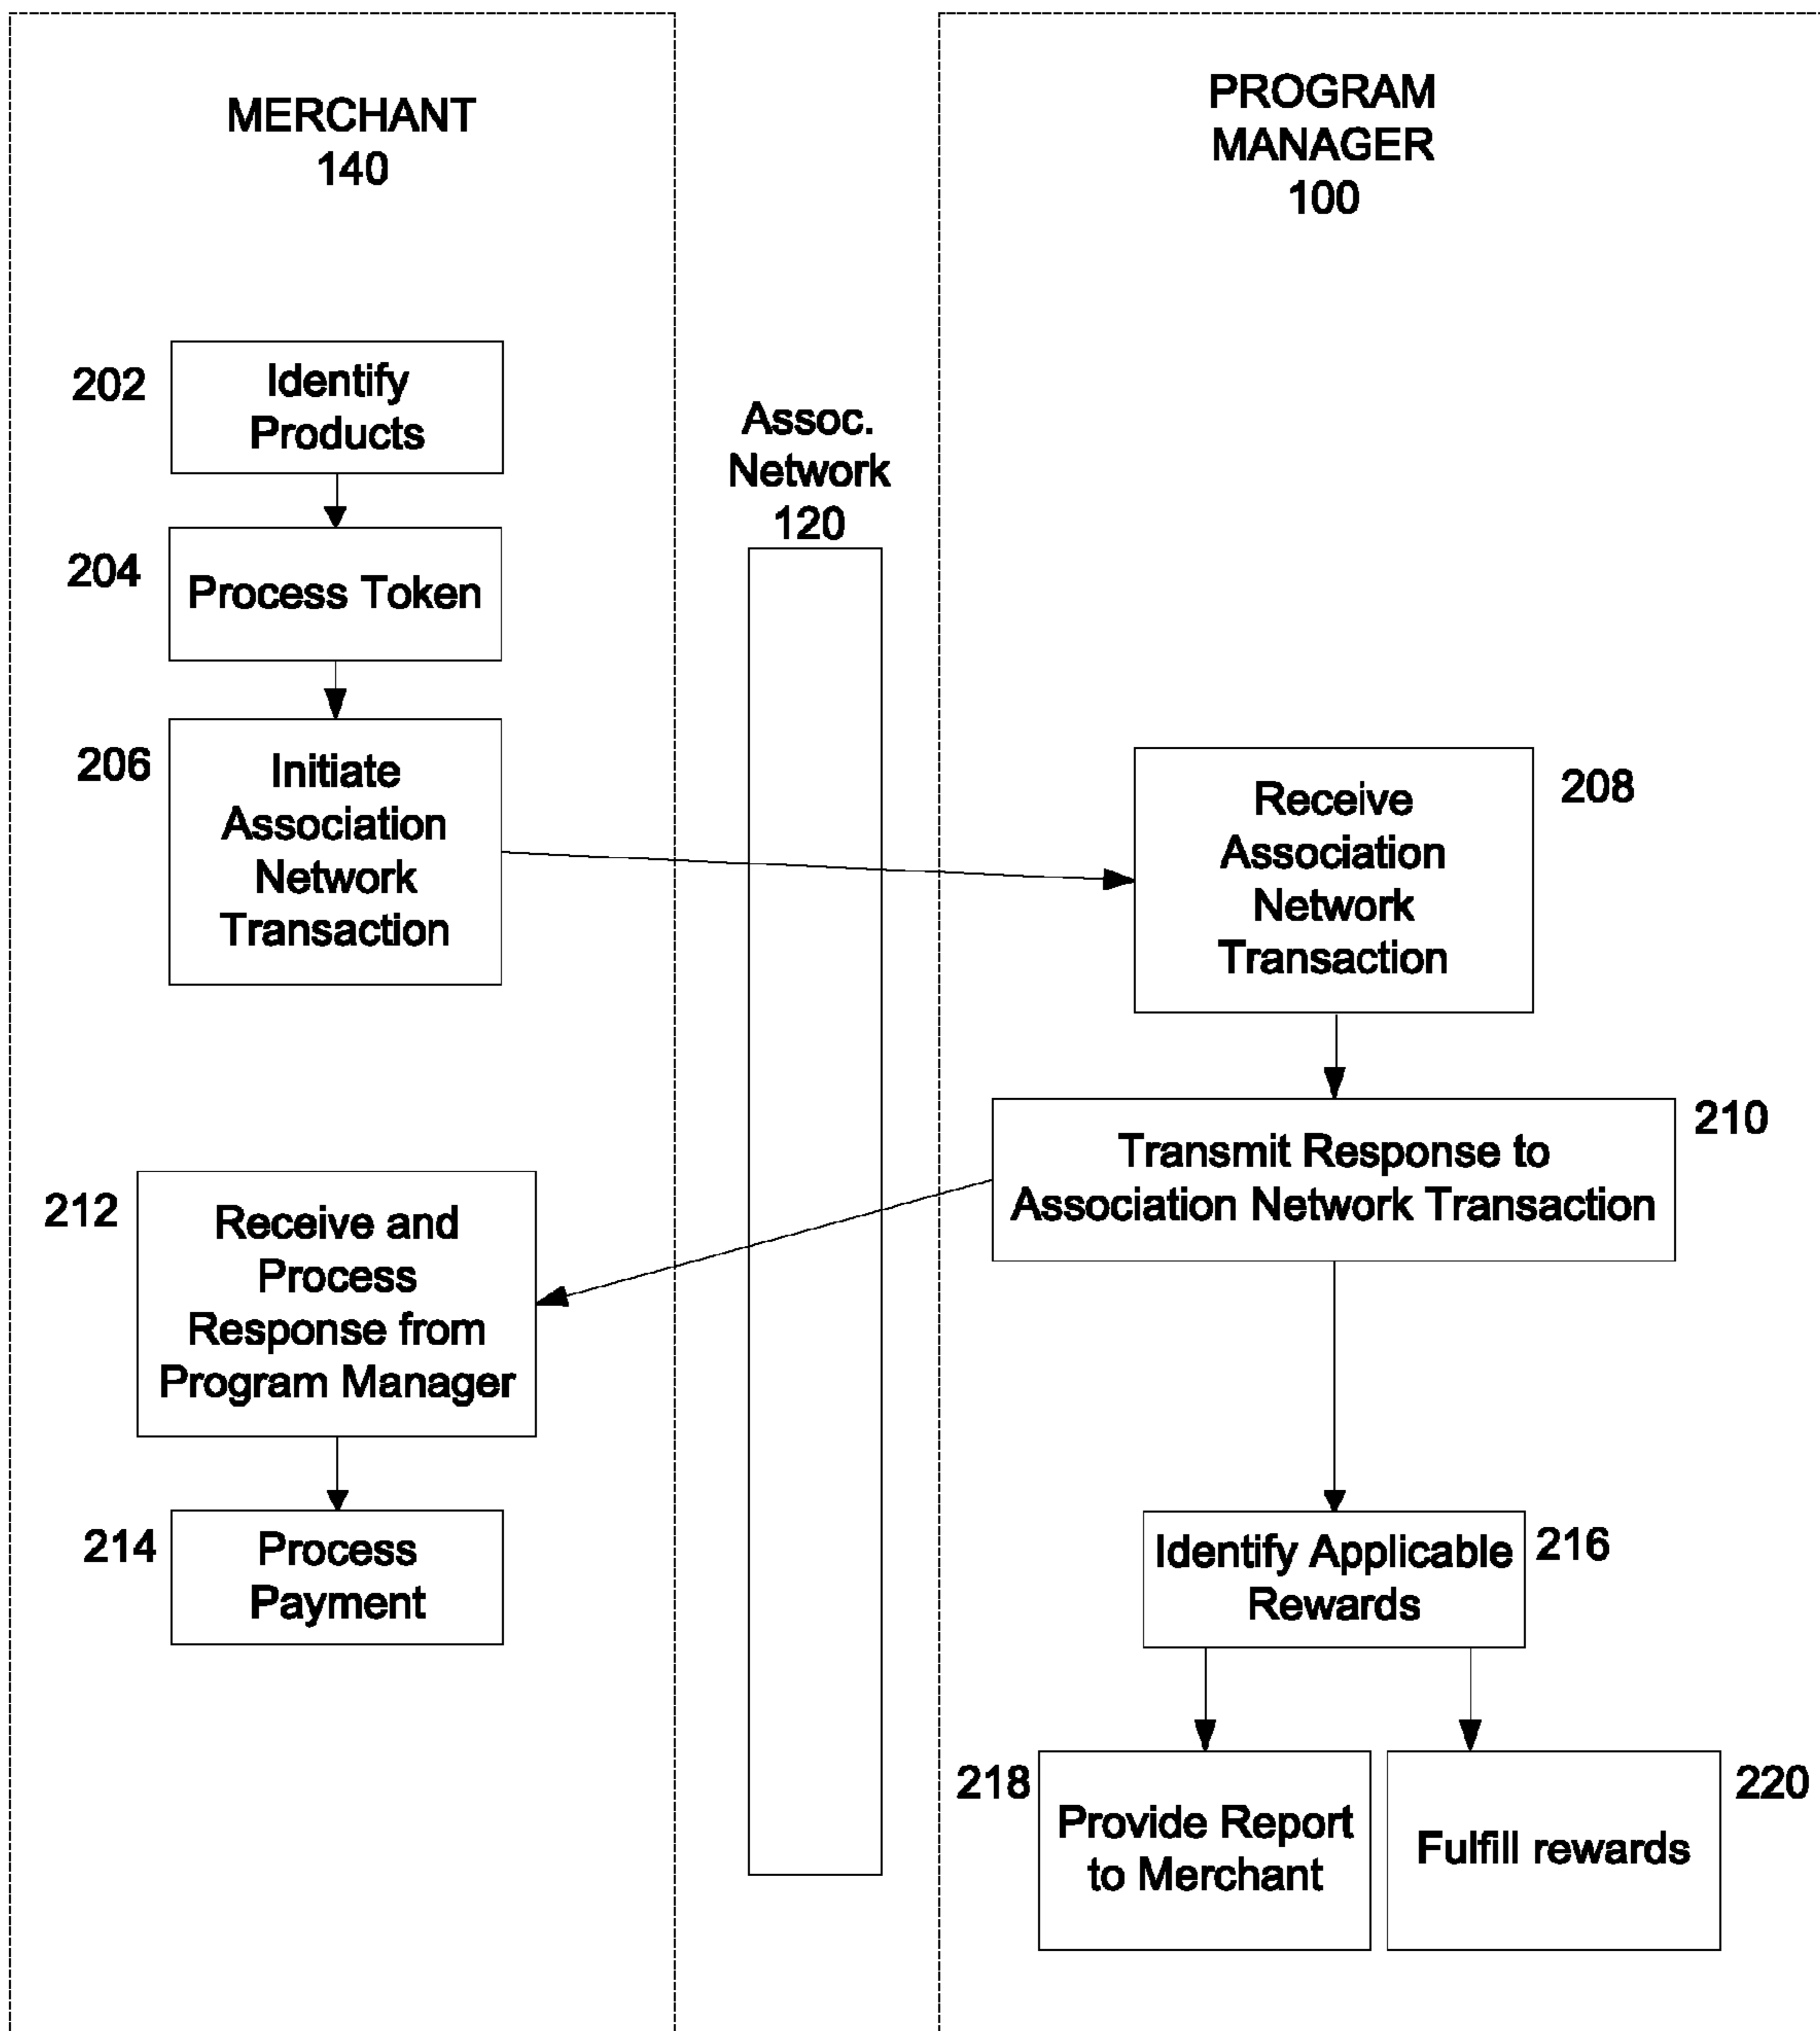 MERCHANT
140
PROGRAM
MANAGER
100
202
Identify
Products
Assoc.
Network
120
204
Process Token
206
Initiate
Association
Network
Transaction
208
Receive
Association
Network
Transaction
210
Transmit Response to
Association Network Transaction
212
Receive and
Process
Response from
Program Manager
214
Process
Payment
216
Identify Applicable
Rewards
218
Provide Report
to Merchant
220
Fulfill rewards